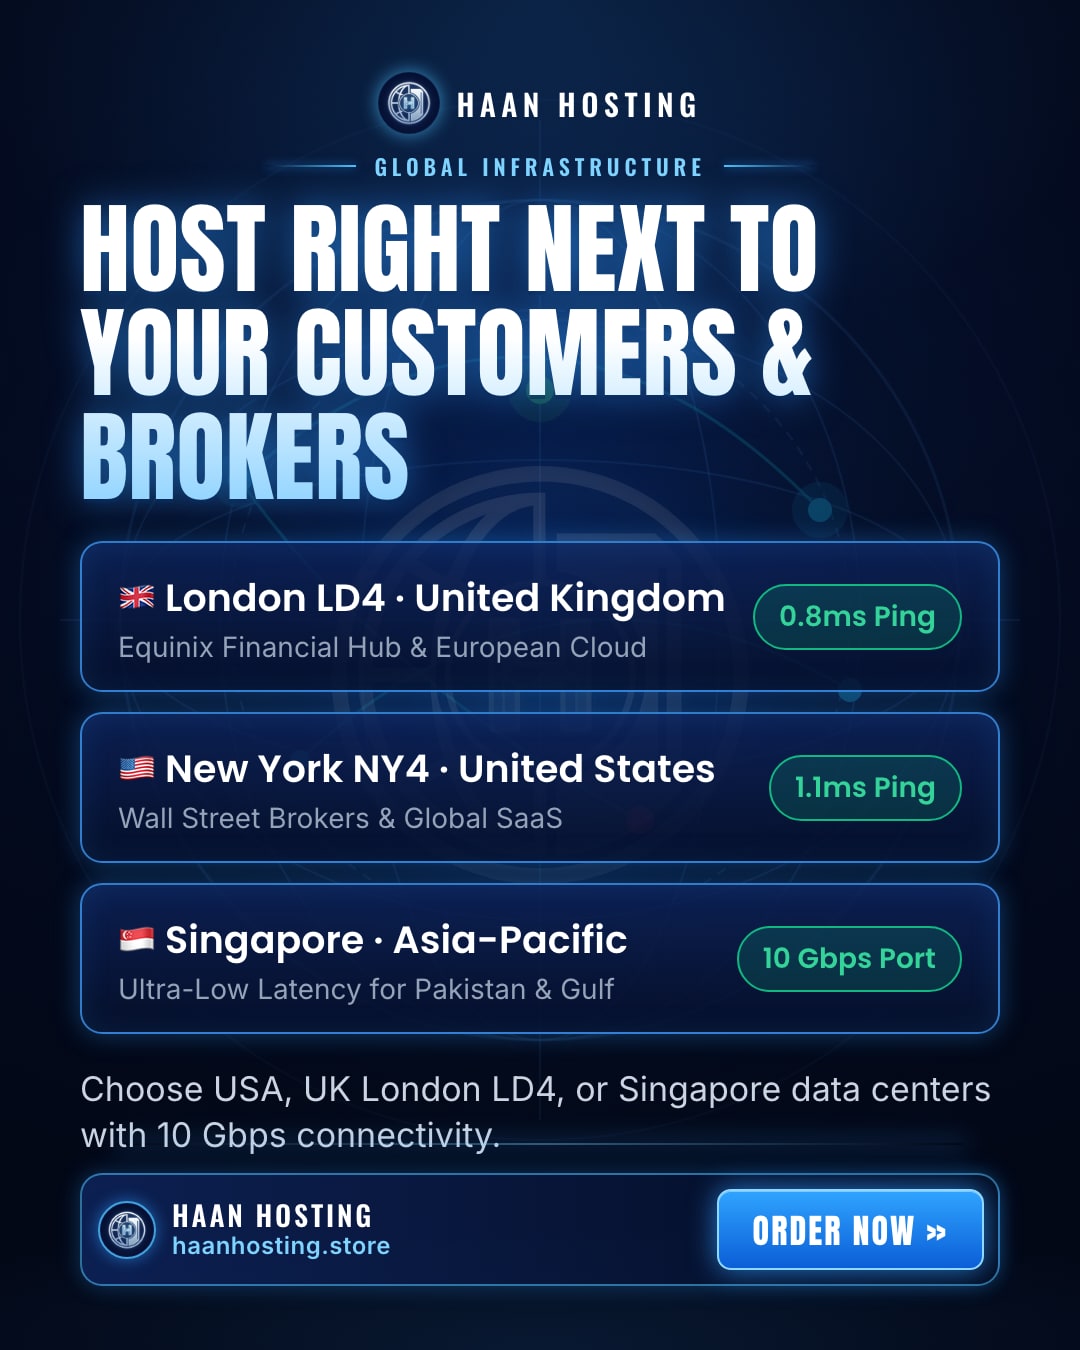 HAAN HOSTING
GLOBAL INFRASTRUCTURE
HOST RIGHT NEXT TO
YOUR CUSTOMERS &
BROKERS
🇬🇧 London LD4 · United Kingdom
Equinix Financial Hub & European Cloud
0.8ms Ping
🇺🇸 New York NY4 · United States
Wall Street Brokers & Global SaaS
1.1ms Ping
🇸🇬 Singapore · Asia-Pacific
Ultra-Low Latency for Pakistan & Gulf
10 Gbps Port
Choose USA, UK London LD4, or Singapore data centers
with 10 Gbps connectivity.
HAAN HOSTING
haanhosting.store
ORDER NOW »